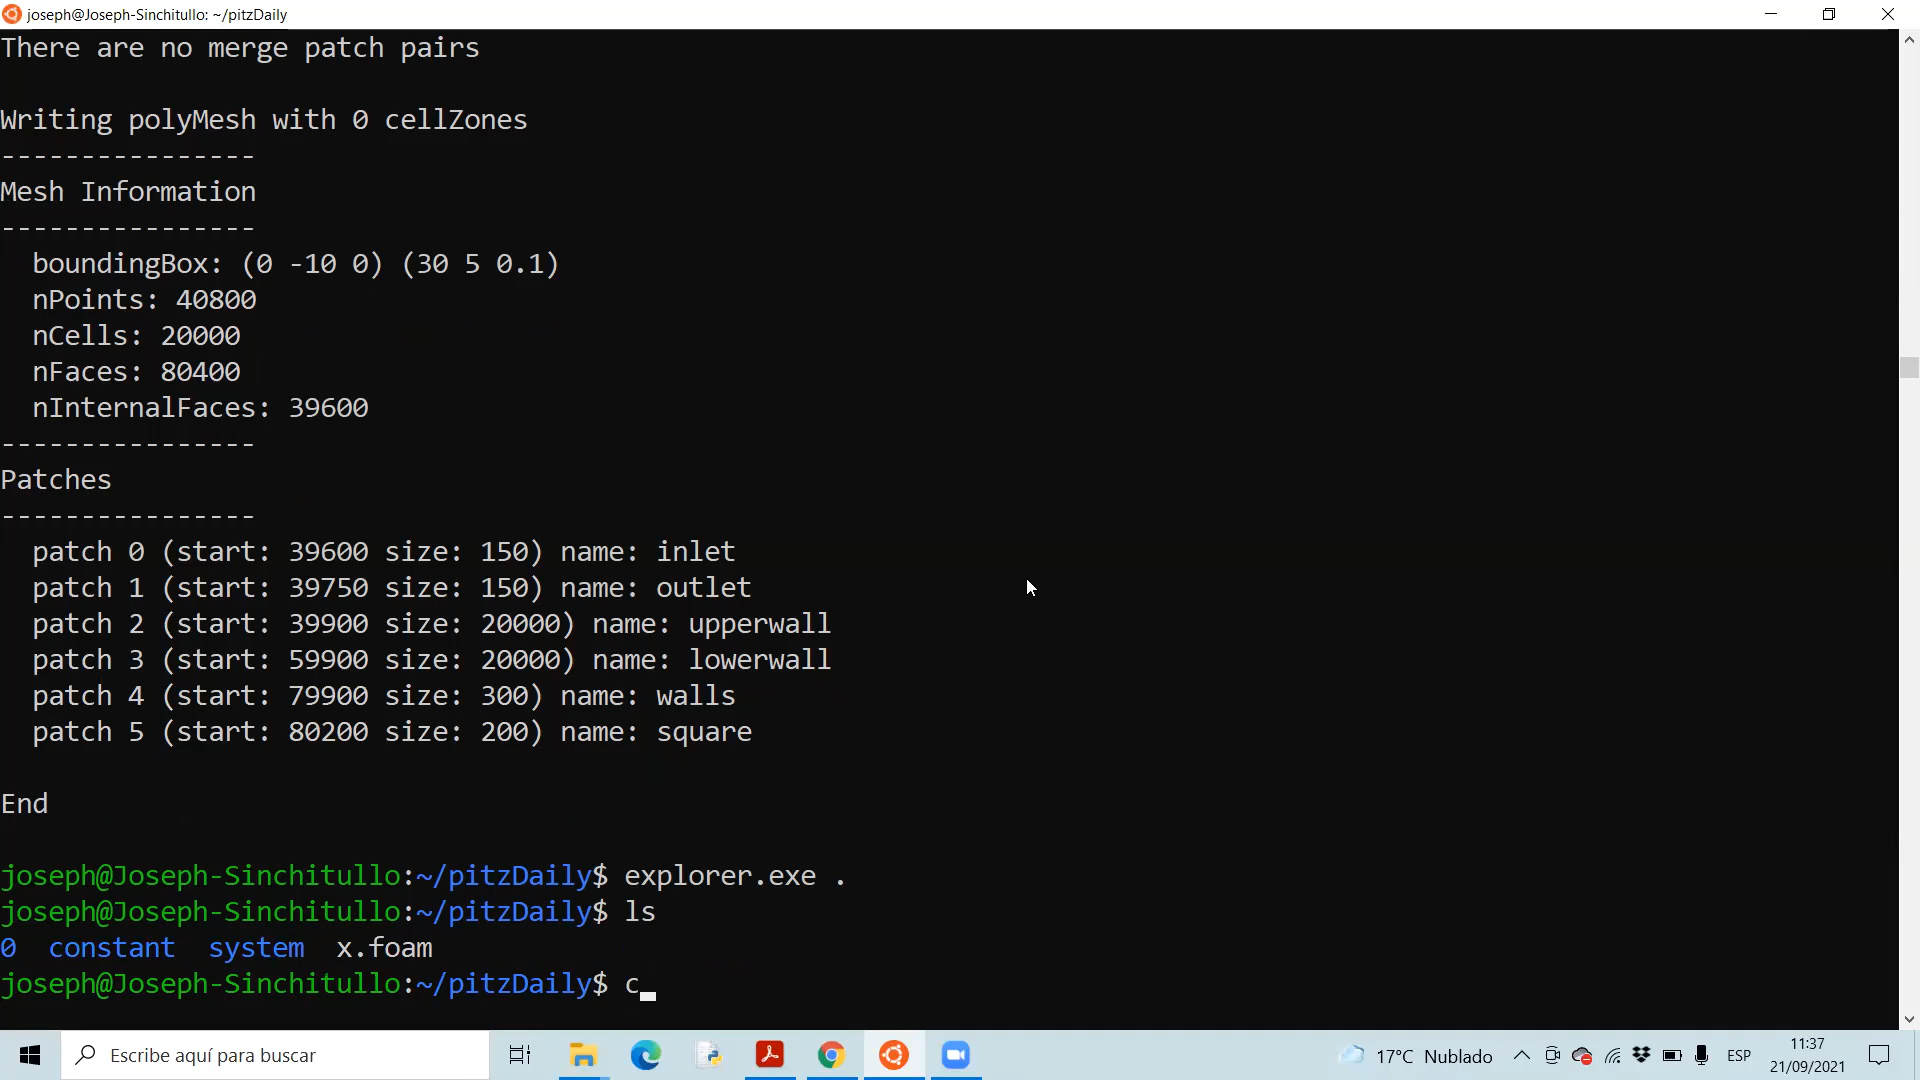 joseph@Joseph-Sinchitullo: ~/pitzDaily
There are no merge patch pairs
Writing polyMesh with 0 cellZones
----------------
Mesh Information
----------------
boundingBox: (0 -10 0) (30 5 0.1)
nPoints: 40800
nCells: 20000
nFaces: 80400
nInternalFaces: 39600
----------------
Patches
----------------
patch 0 (start: 39600 size: 150) name: inlet
patch 1 (start: 39750 size: 150) name: outlet
patch 2 (start: 39900 size: 20000) name: upperwall
patch 3 (start: 59900 size: 20000) name: lowerwall
patch 4 (start: 79900 size: 300) name: walls
patch 5 (start: 80200 size: 200) name: square
End
joseph@Joseph-Sinchitullo:~/pitzDaily$ explorer.exe .
joseph@Joseph-Sinchitullo:~/pitzDaily$ ls
0 constant system x.foam
joseph@Joseph-Sinchitullo:~/pitzDaily$ c
Escribe aquí para buscar
17°C Nublado
ESP
11:37
21/09/2021